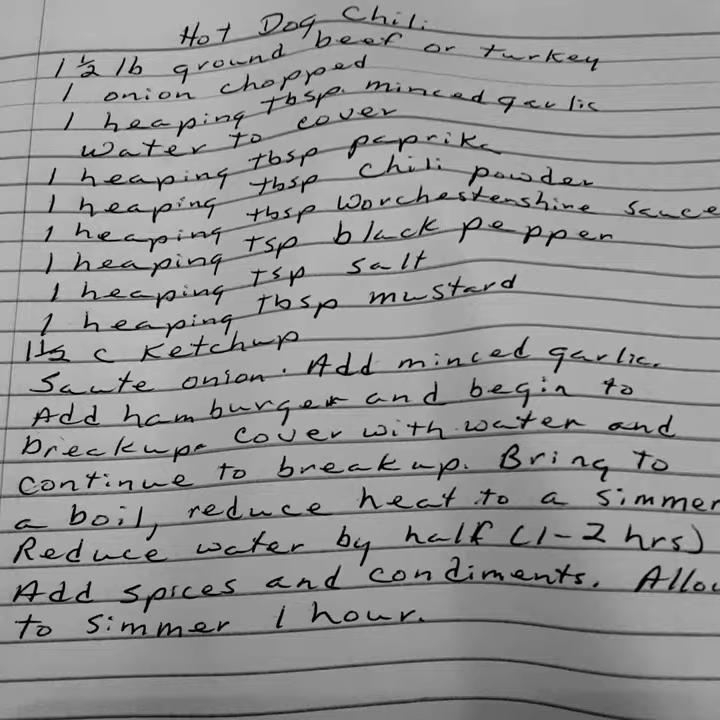 Hot Dog Chili
1 ½ lb ground beef or turkey
1 onion chopped
1 heaping tbsp. minced garlic
water to cover
1 heaping tbsp paprika
1 heaping tbsp chili powder
1 heaping tbsp Worchestershire sauce
1 heaping tsp black pepper
1 heaping tsp salt
1 heaping tbsp mustard
1½ c Ketchup
Saute onion. Add minced garlic.
Add hamburger and begin to
breakup. Cover with water and
continue to breakup. Bring to
a boil, reduce heat to a simmer
Reduce water by half (1-2 hrs)
Add spices and condiments. Allow
to simmer 1 hour.